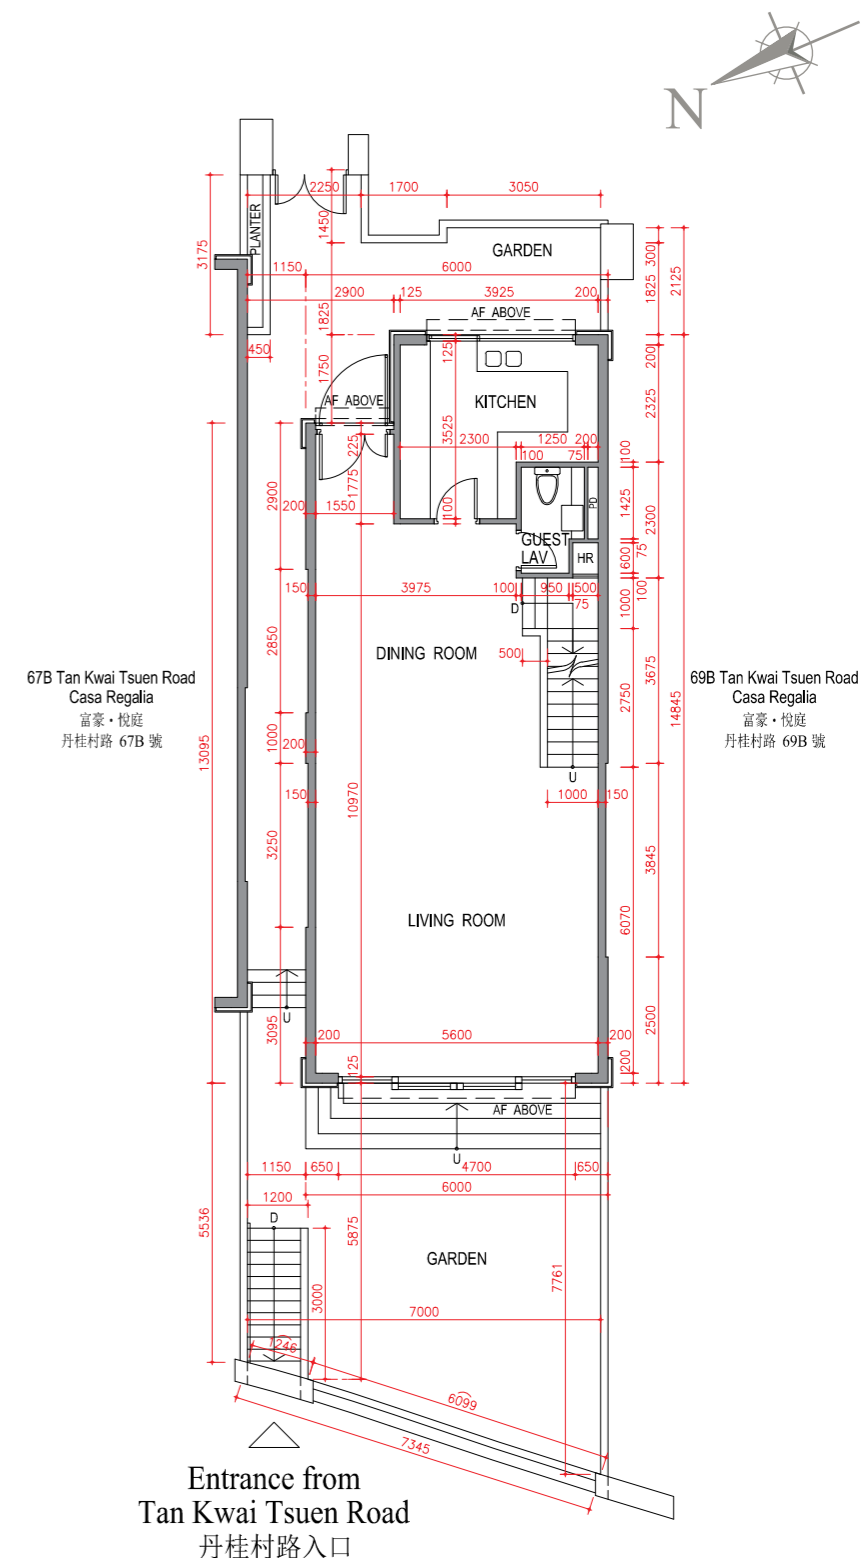 N
2250
1700
3050
PLANTER
1450
3175
GARDEN
300
1150
6000
1825
2125
2900
125
3925
200
AF ABOVE
1825
450
125
200
1750
KITCHEN
2325
AF ABOVE
3525
225
2300
1250
200
100
75
100
1775
2900
200
1550
100
1425
2300
PD
GUEST
LAV
HR
600
75
150
3975
100
950
500
75
100
D
1000
DINING ROOM
500
2850
3675
2750
14845
67B Tan Kwai Tsuen Road
Casa Regalia
富豪・悅庭
丹桂村路 67B 號
69B Tan Kwai Tsuen Road
Casa Regalia
富豪・悅庭
丹桂村路 69B 號
13095
1000
200
U
150
10970
1000
150
3250
3845
LIVING ROOM
6070
U
3095
2500
200
5600
200
125
200
AF ABOVE
U
1150
650
4700
650
6000
1200
D
5536
5875
GARDEN
7761
3000
7000
1246
6099
7345
Entrance from
Tan Kwai Tsuen Road
丹桂村路入口